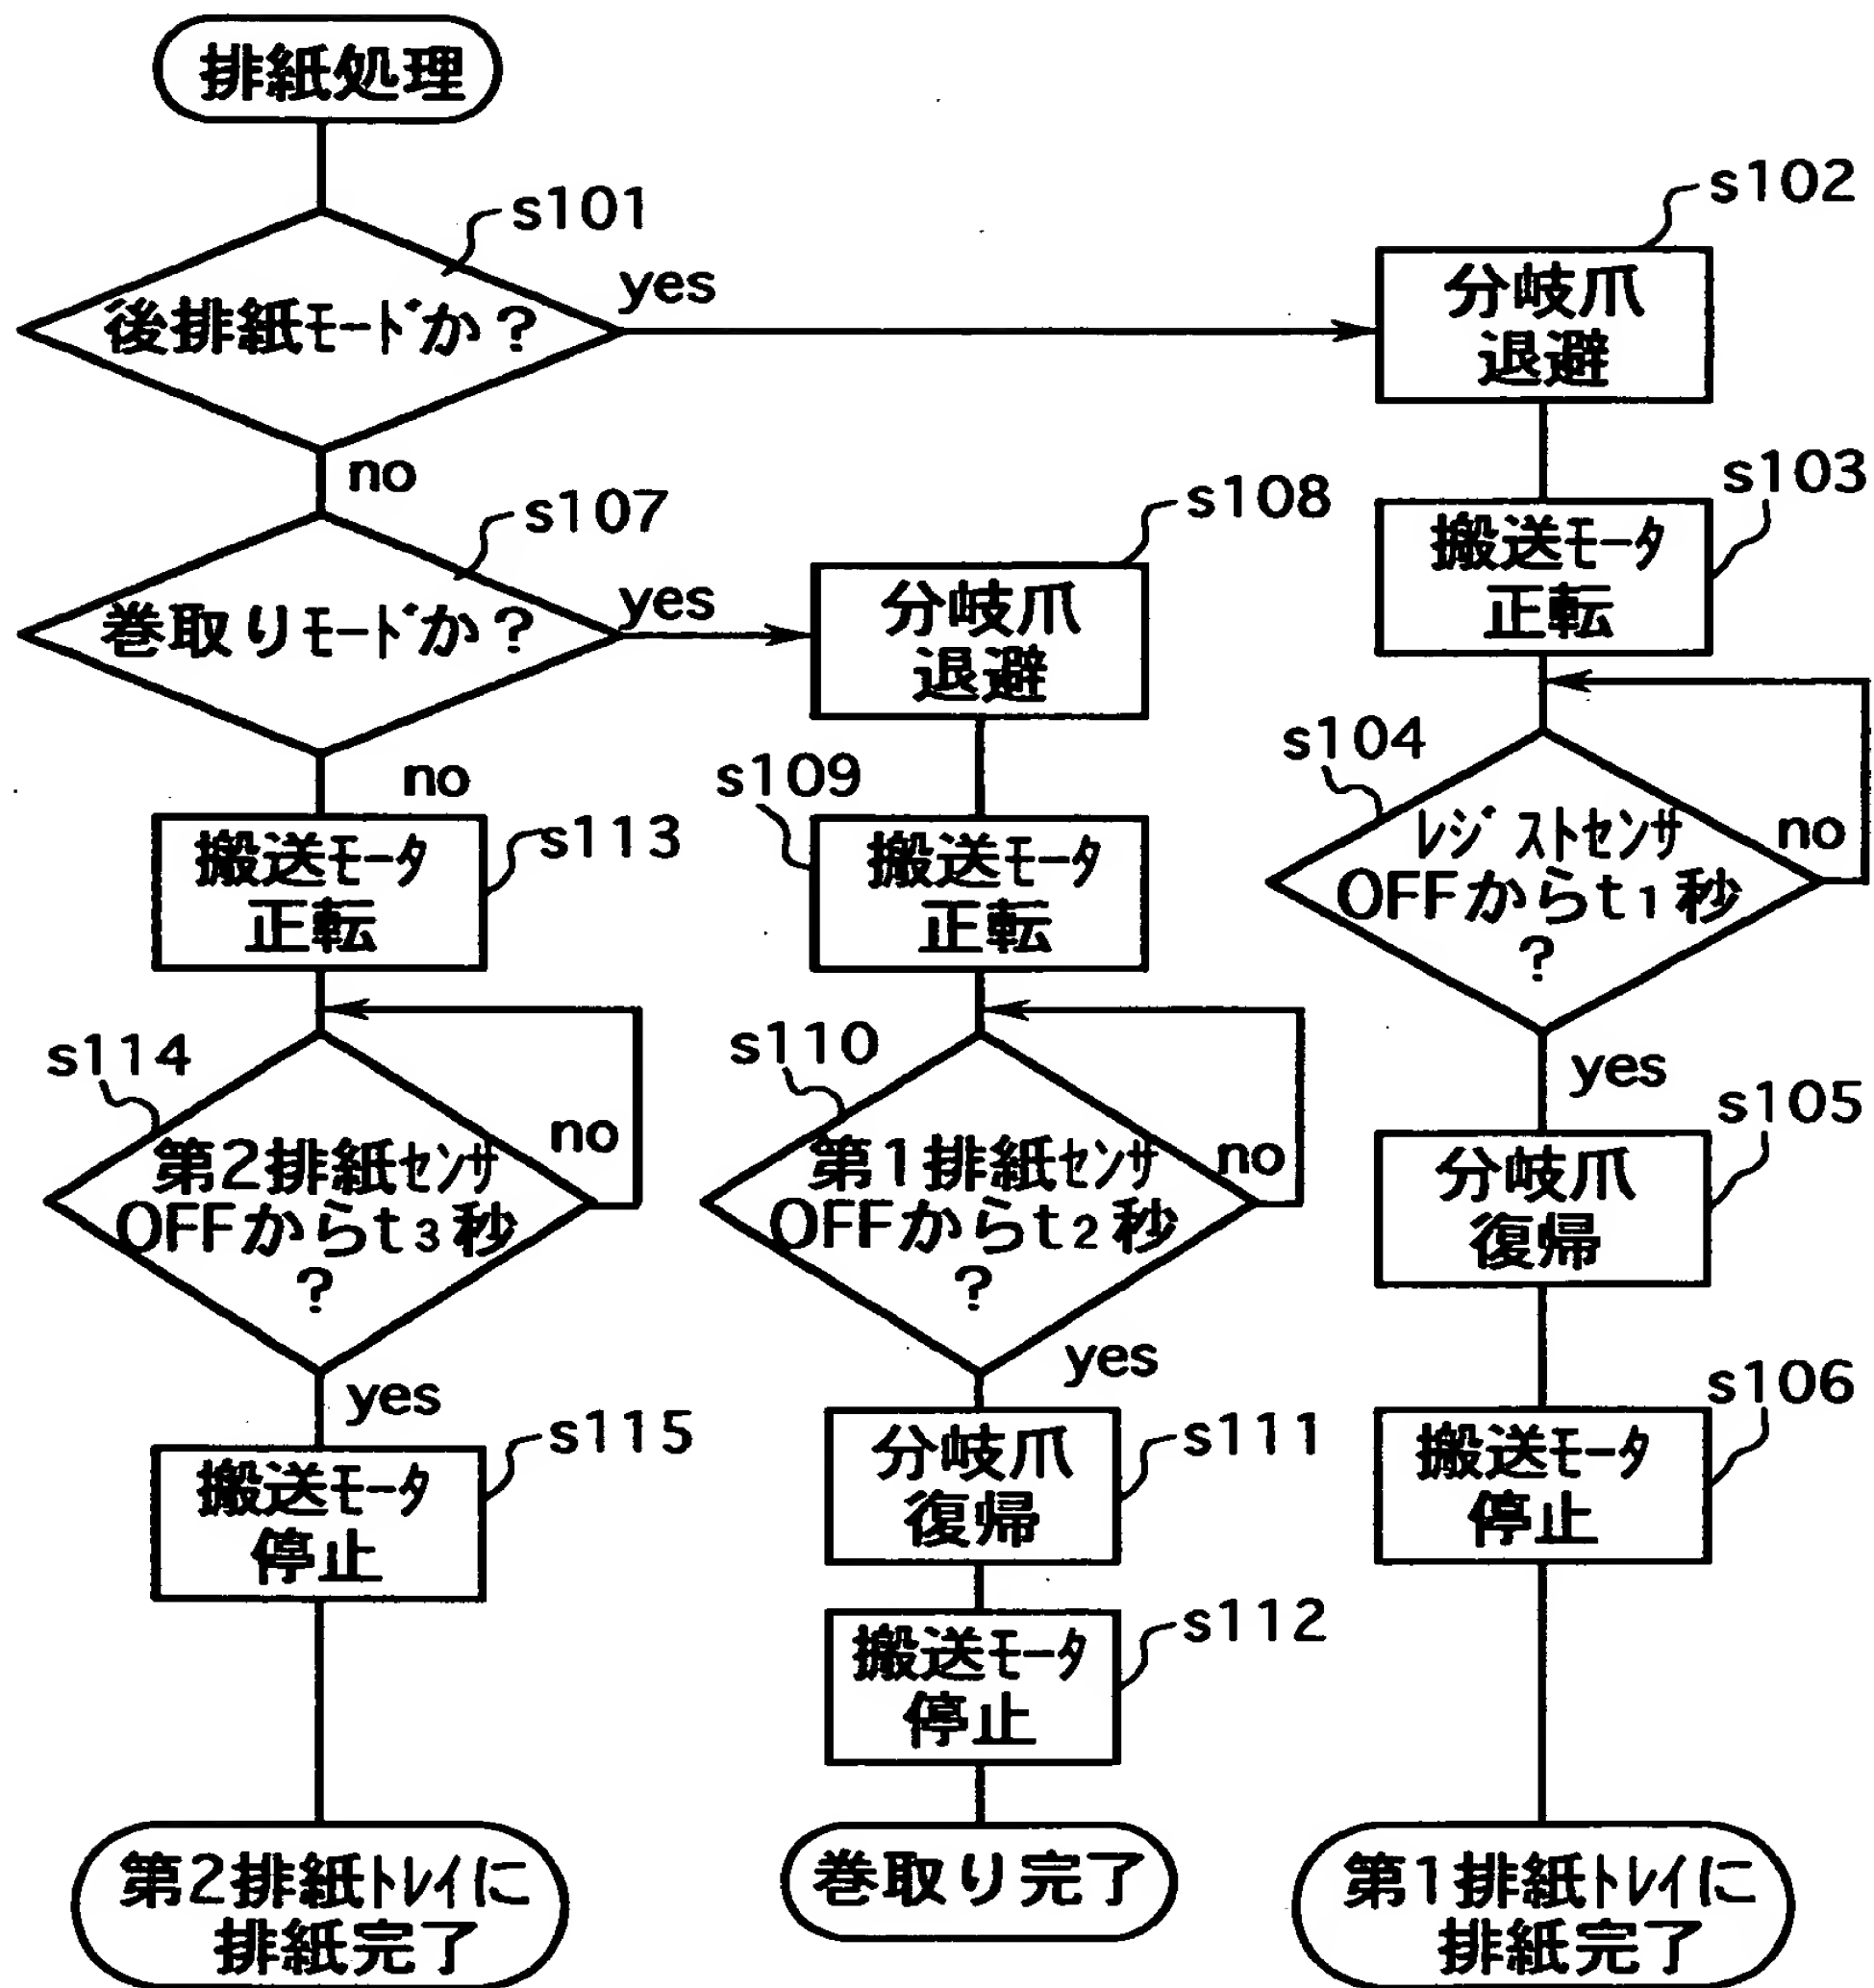 排紙処理
s101
後排紙ﾓｰﾄﾞか？
yes
no
s102
分岐爪
退避
s103
搬送ﾓｰﾀ
正転
s104
ﾚｼﾞｽﾄｾﾝｻ
OFFからt1秒
？
no
yes
s105
分岐爪
復帰
s106
搬送ﾓｰﾀ
停止
第1排紙ﾄﾚｲに
排紙完了
s107
巻取りﾓｰﾄﾞか？
yes
no
s108
分岐爪
退避
s109
搬送ﾓｰﾀ
正転
s110
第1排紙ｾﾝｻ
OFFからt2秒
？
no
yes
s111
分岐爪
復帰
s112
搬送ﾓｰﾀ
停止
巻取り完了
s113
搬送ﾓｰﾀ
正転
s114
第2排紙ｾﾝｻ
OFFからt3秒
？
no
yes
s115
搬送ﾓｰﾀ
停止
第2排紙ﾄﾚｲに
排紙完了